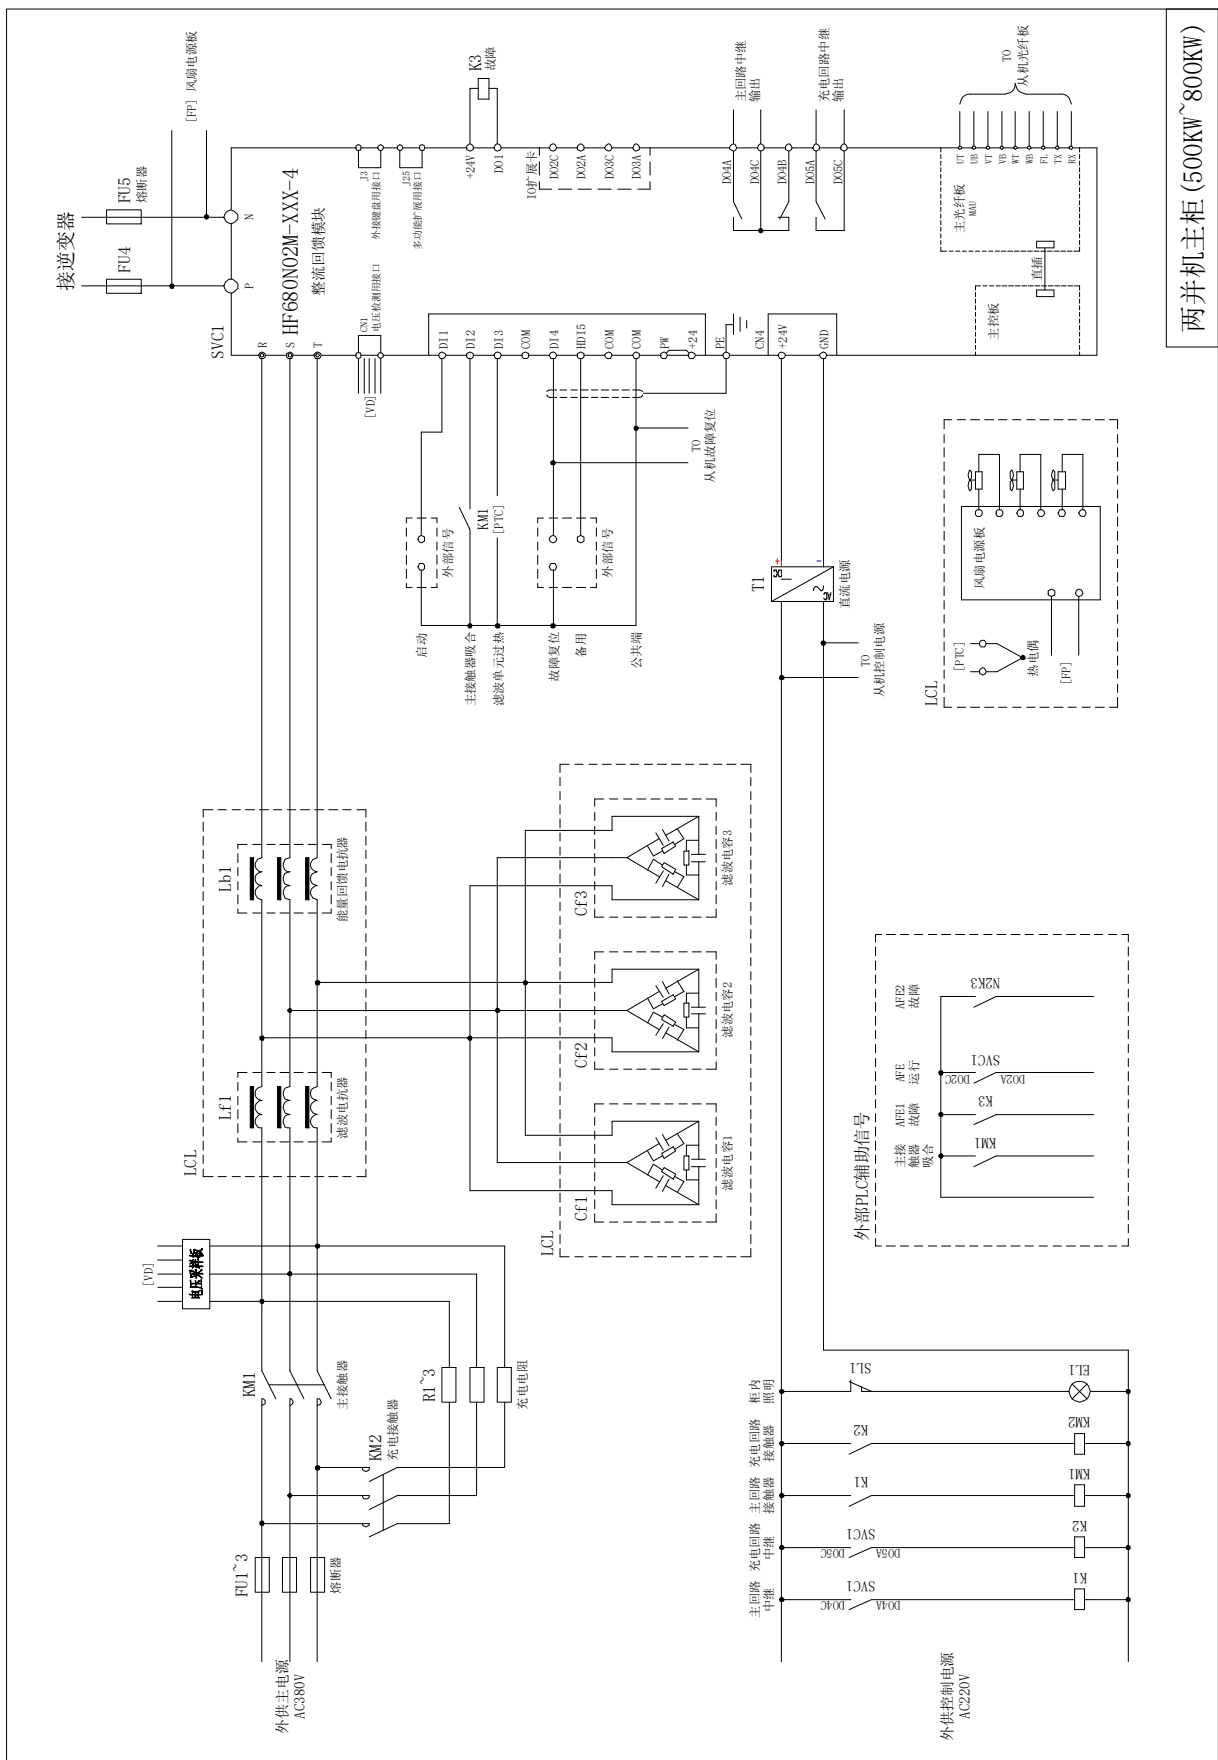 两并机主柜(500KW~800KW)
外供主电源
AC380V
FU1~3
熔断器
KM1
主接触器
KM2
充电接触器
R1~3
充电电阻
[VD]
电压采样板
LCL
Lf1
滤波电抗器
Lb1
能量回馈电抗器
LCL
Cf1
滤波电容1
Cf2
滤波电容2
Cf3
滤波电容3
接逆变器
FU4
FU5
熔断器
[FP] 风扇电源板
SVC1
HF680N02M-XXX-4
整流回馈模块
R
S
T
P
N
CN1
电压检测用接口
[VD]
J3
外接键盘用接口
J25
多功能扩展用接口
+24V
DO1
K3
故障
IO扩展卡
DO2C
DO2A
DO3C
DO3A
DO4A
DO4C
DO4B
DO5A
DO5C
主回路中继
输出
充电回路中继
输出
DI1
DI2
DI3
COM
DI4
HDI5
COM
COM
PW
+24
PE
CN4
+24V
GND
主控板
直插
主光纤板
MAU
UT
UB
VT
VB
WT
WB
FL
TX
RX
TO
从机光纤板
启动
外部信号
主接触器吸合
KM1
滤波单元过热
[PTC]
故障复位
备用
外部信号
公共端
TO
从机故障复位
T1
DC
AC
+
-
直流电源
TO
从机控制电源
LCL
[PTC]
热电偶
[FP]
风扇电源板
外供控制电源
AC220V
主回路
中继
SVC1
DO4C
DO4A
K1
充电回路
中继
SVC1
DO5C
DO5A
K2
主回路
接触器
K1
KM1
充电回路
接触器
K2
KM2
柜内
照明
SL1
EL1
外部PLC辅助信号
主接
触器
吸合
KM1
AFE1
故障
K3
AFE
运行
SVC1
DO2C
DO2A
AFE2
故障
N2K3